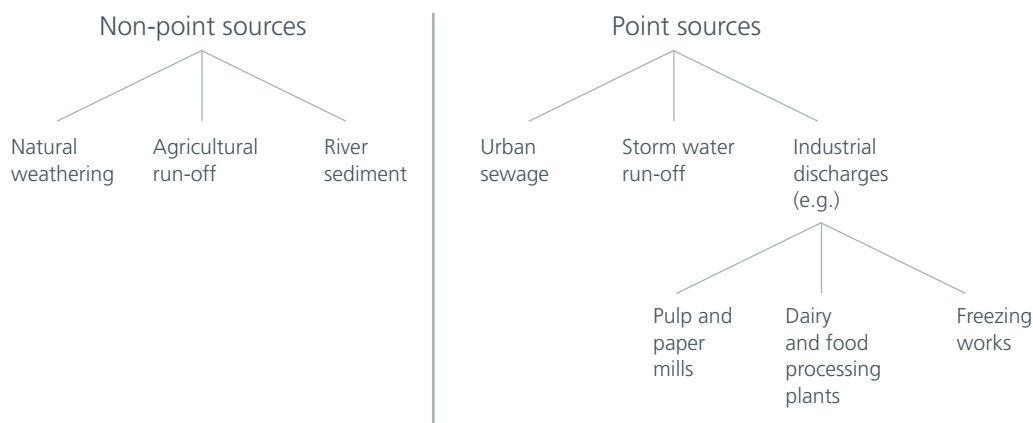 Non-point sources
Natural
weathering
Agricultural
run-off
River
sediment
Point sources
Urban
sewage
Storm water
run-off
Industrial
discharges
(e.g.)
Pulp and
paper
mills
Dairy
and food
processing
plants
Freezing
works